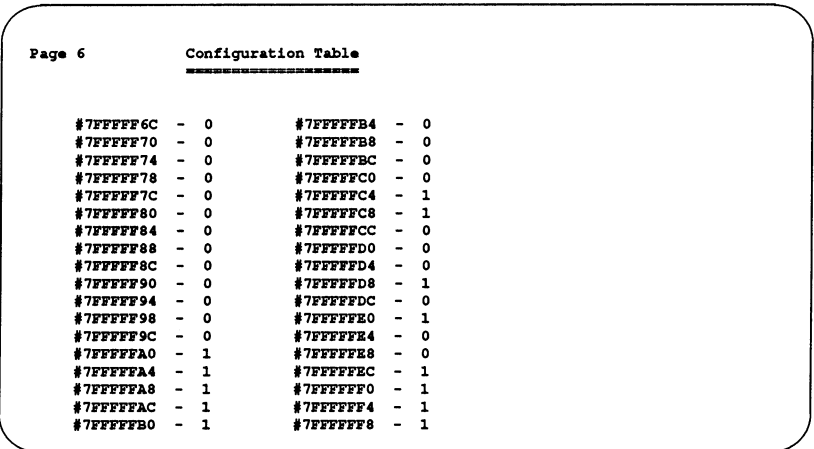 Page 6 Configuration Table
===================
#7FFFFF6C - 0 #7FFFFFB4 - 0
#7FFFFF70 - 0 #7FFFFFB8 - 0
#7FFFFF74 - 0 #7FFFFFBC - 0
#7FFFFF78 - 0 #7FFFFFC0 - 0
#7FFFFF7C - 0 #7FFFFFC4 - 1
#7FFFFF80 - 0 #7FFFFFC8 - 1
#7FFFFF84 - 0 #7FFFFFCC - 0
#7FFFFF88 - 0 #7FFFFFD0 - 0
#7FFFFF8C - 0 #7FFFFFD4 - 0
#7FFFFF90 - 0 #7FFFFFD8 - 1
#7FFFFF94 - 0 #7FFFFFDC - 0
#7FFFFF98 - 0 #7FFFFFE0 - 1
#7FFFFF9C - 0 #7FFFFFE4 - 0
#7FFFFFA0 - 1 #7FFFFFE8 - 0
#7FFFFFA4 - 1 #7FFFFFEC - 1
#7FFFFFA8 - 1 #7FFFFFF0 - 1
#7FFFFFAC - 1 #7FFFFFF4 - 1
#7FFFFFB0 - 1 #7FFFFFF8 - 1